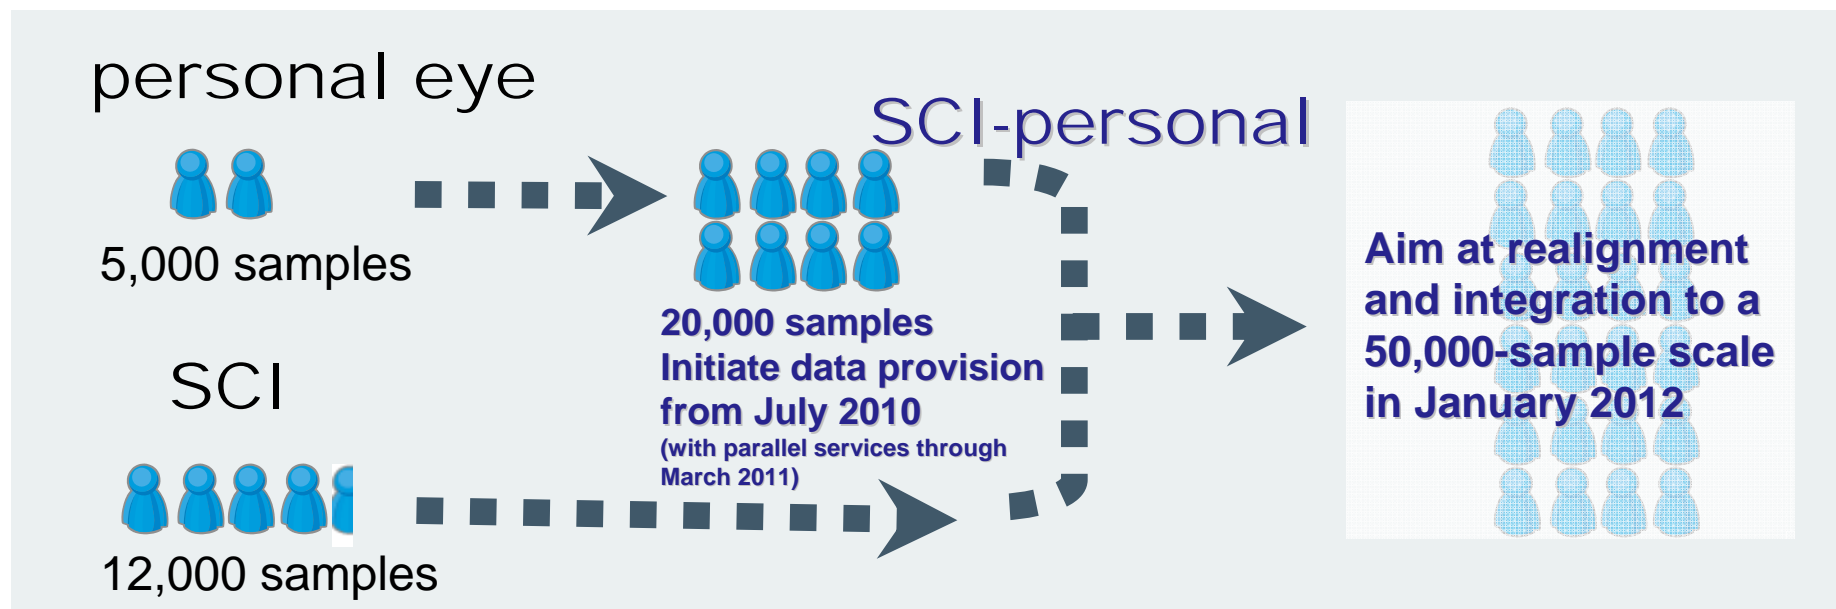 personal eye
5,000 samples
SCI
12,000 samples
SCI-personal
20,000 samples
Initiate data provision
from July 2010
(with parallel services through
March 2011)
Aim at realignment
and integration to a
50,000-sample scale
in January 2012